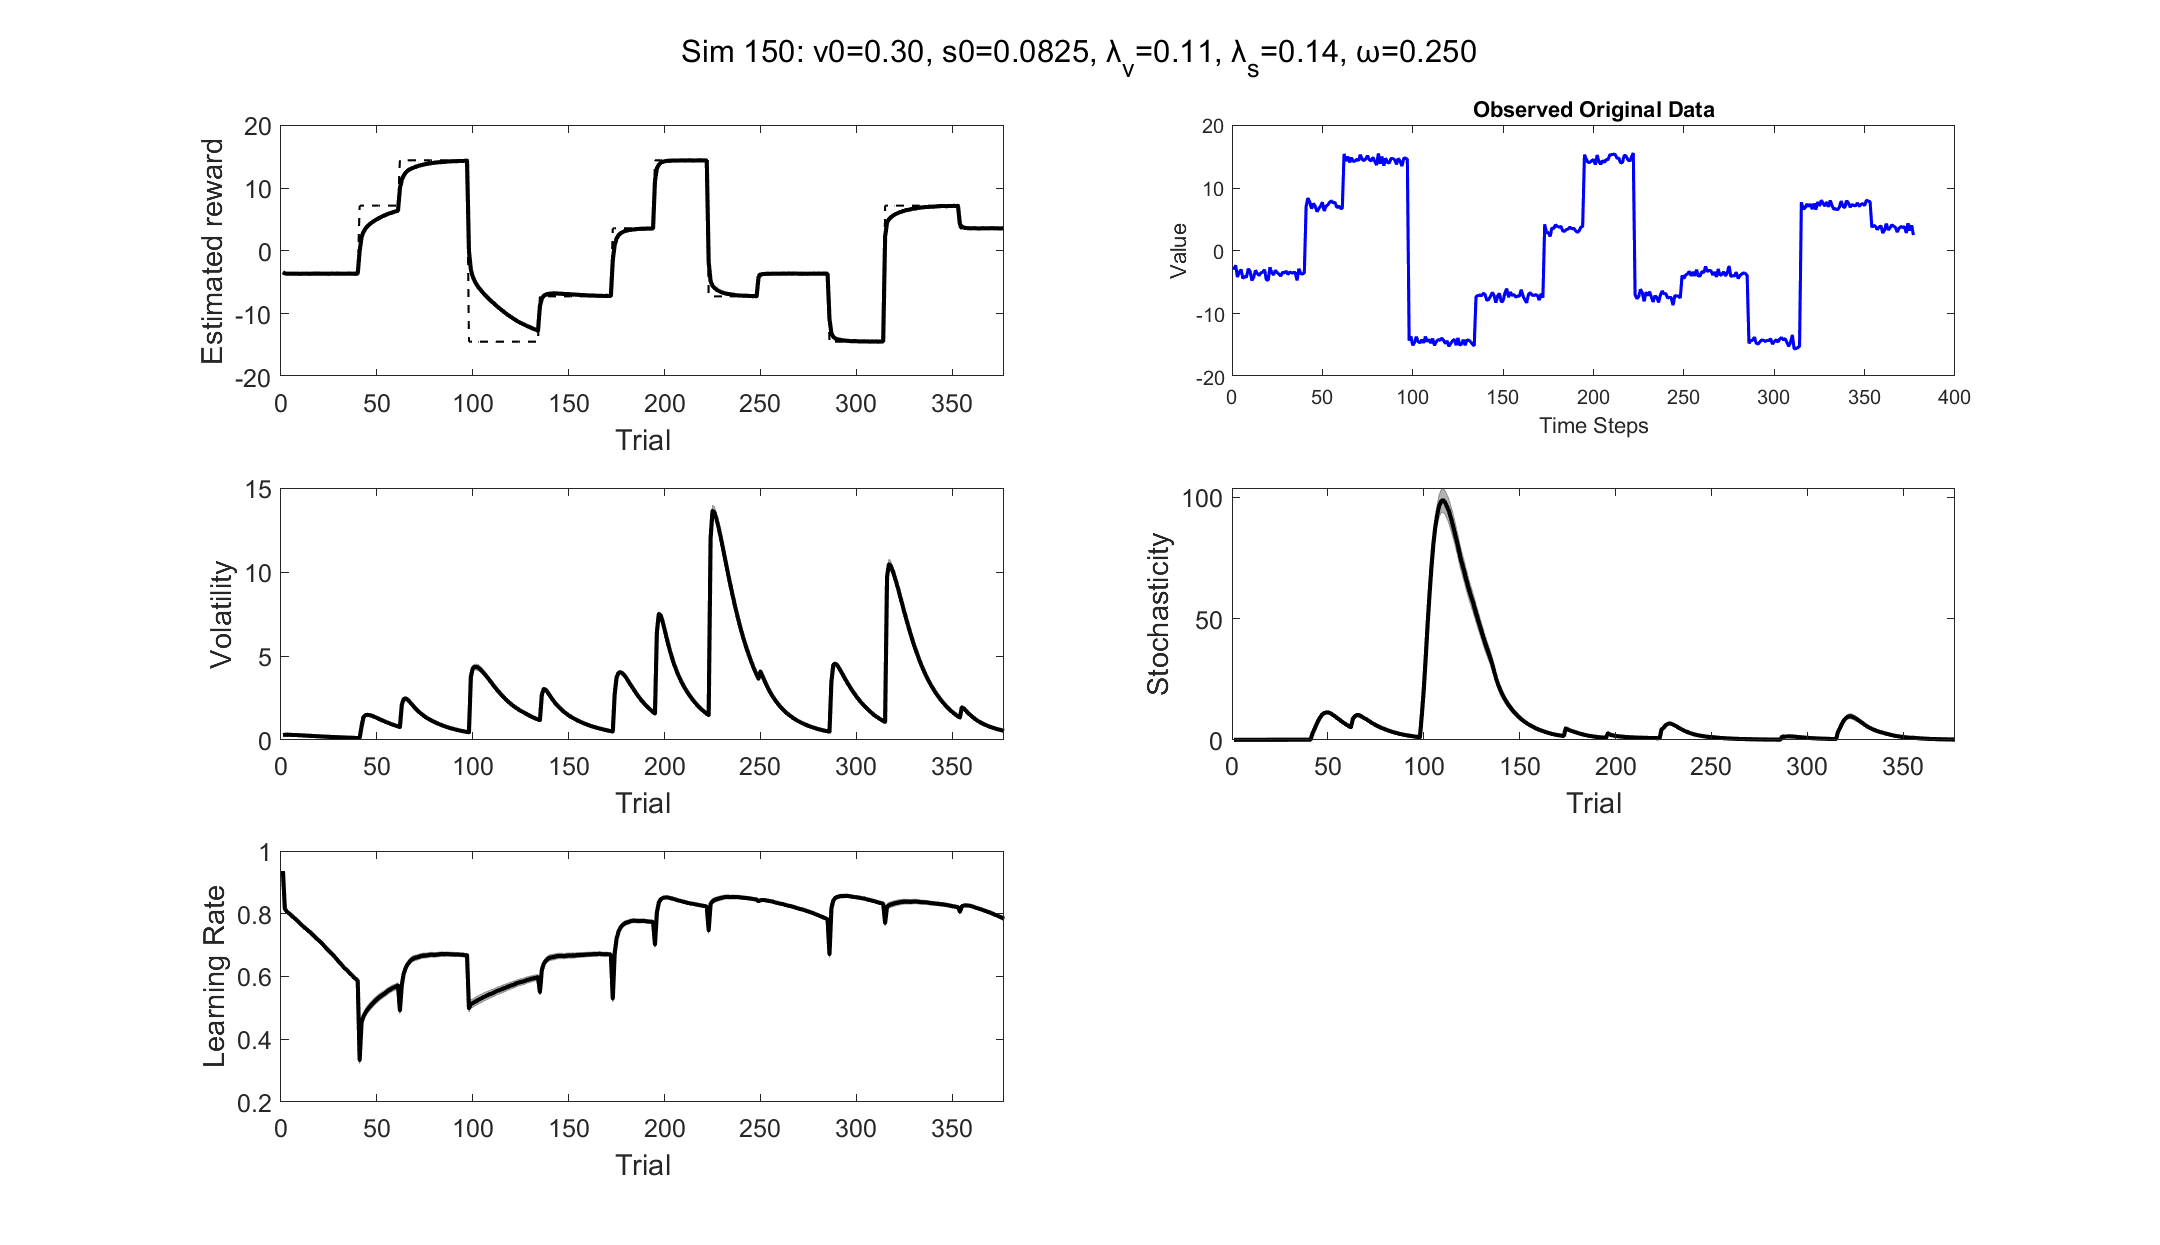 Sim 150: v0=0.30, s0=0.0825, λv=0.11, λs=0.14, ω=0.250
20
10
0
-10
-20
Estimated reward
0 50 100 150 200 250 300 350
Trial
Observed Original Data
20
10
0
-10
-20
Value
0 50 100 150 200 250 300 350 400
Time Steps
15
10
5
0
Volatility
0 50 100 150 200 250 300 350
Trial
100
50
0
Stochasticity
0 50 100 150 200 250 300 350
Trial
1
0.8
0.6
0.4
0.2
Learning Rate
0 50 100 150 200 250 300 350
Trial